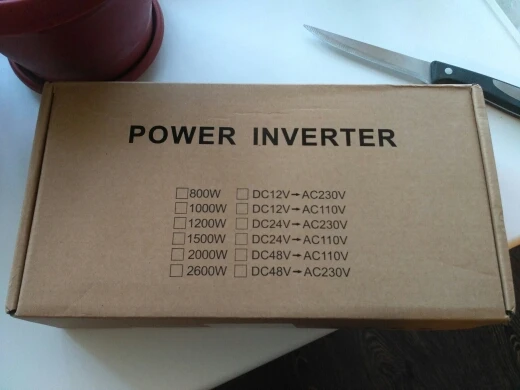 POWER INVERTER
800W DC12V→AC230V
1000W DC12V→AC110V
1200W DC24V→AC230V
1500W DC24V→AC110V
2000W DC48V→AC110V
2600W DC48V→AC230V